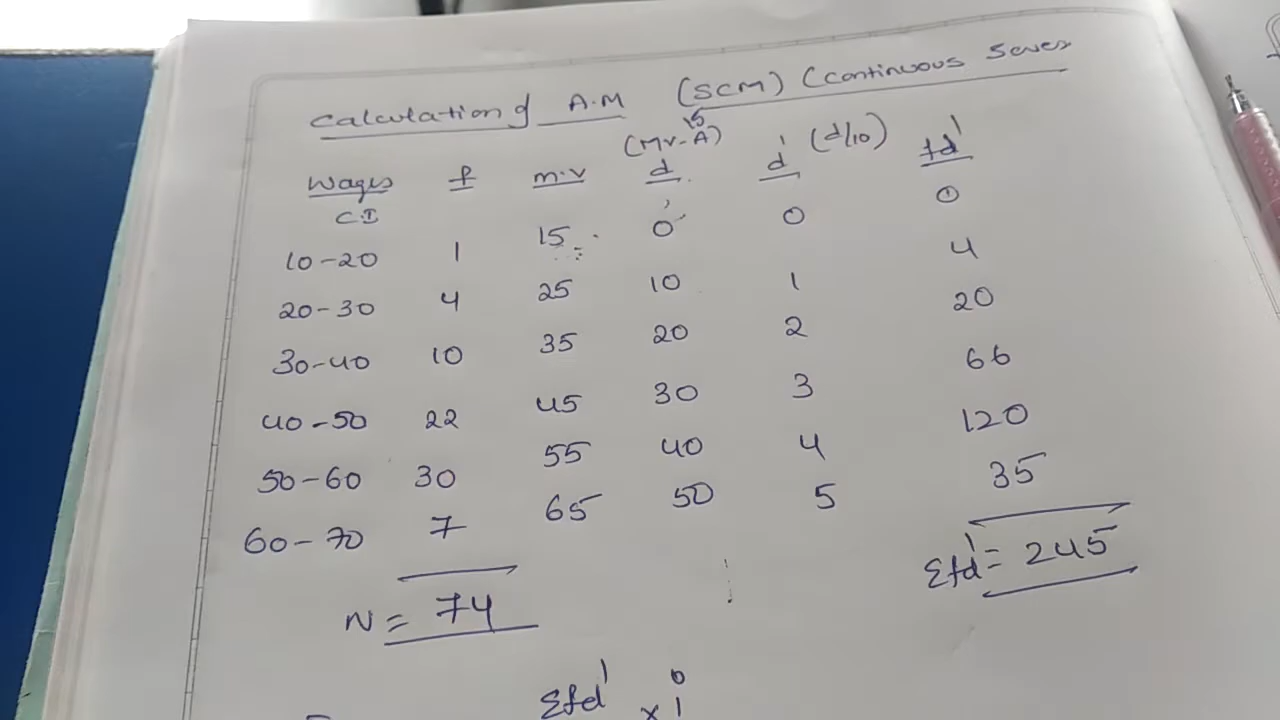 Calculation of A.M (SCM) (Continuous Series
Wages f m.v (Mv-A) 15 d d' (d/10) fd'
C.I
10-20 1 15 0 0 0
20-30 4 25 10 1 4
30-40 10 35 20 2 20
40-50 22 45 30 3 66
50-60 30 55 40 4 120
60-70 7 65 50 5 35
N = 74 Σfd' = 245
Σfd' x i